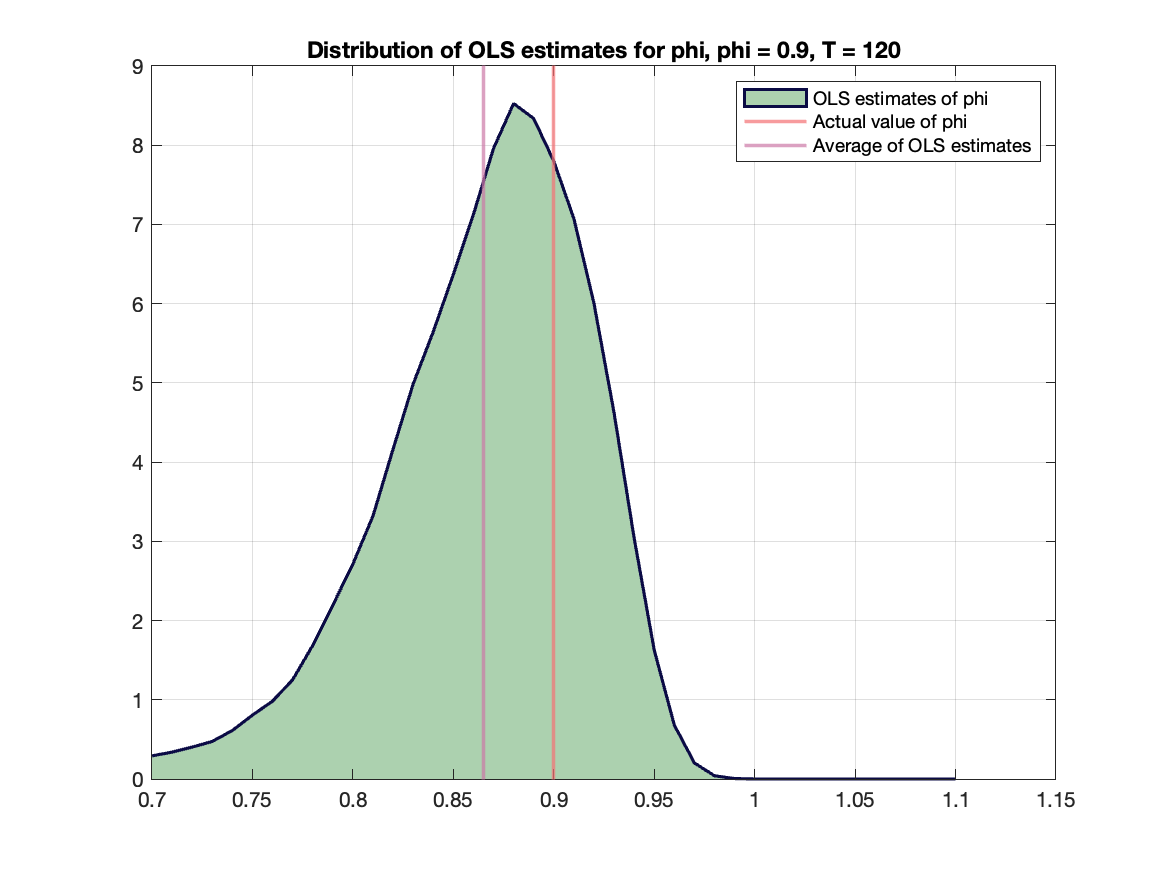 Distribution of OLS estimates for phi, phi = 0.9, T = 120
9
8
7
6
5
4
3
2
1
0
OLS estimates of phi
Actual value of phi
Average of OLS estimates
0.7 0.75 0.8 0.85 0.9 0.95 1 1.05 1.1 1.15